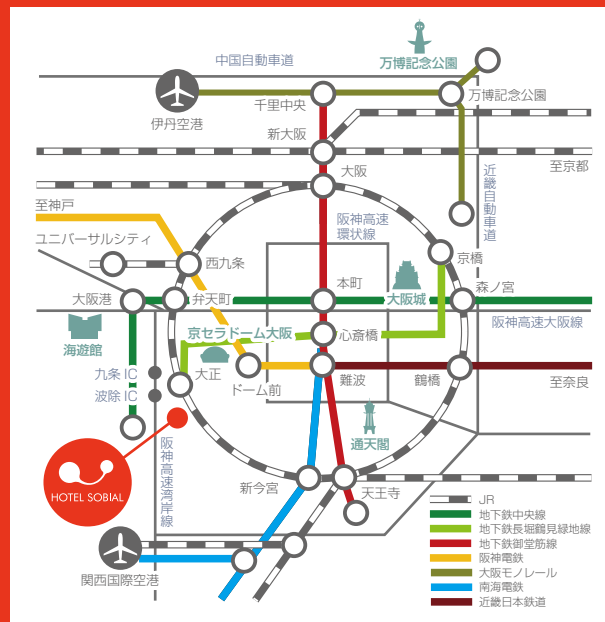 万博記念公園
中国自動車道
伊丹空港
千里中央
万博記念公園
新大阪
大阪
至京都
近畿自動車道
至神戸
阪神高速
環状線
ユニバーサルシティ
西九条
京橋
大阪港
弁天町
本町
大阪城
森ノ宮
海遊館
京セラドーム大阪
心斎橋
阪神高速大阪線
九条 IC
大正
ドーム前
難波
鶴橋
至奈良
波除 IC
通天閣
阪神高速湾岸線
HOTEL SOBIAL
新今宮
天王寺
関西国際空港
JR
地下鉄中央線
地下鉄長堀鶴見緑地線
地下鉄御堂筋線
阪神電鉄
大阪モノレール
南海電鉄
近畿日本鉄道